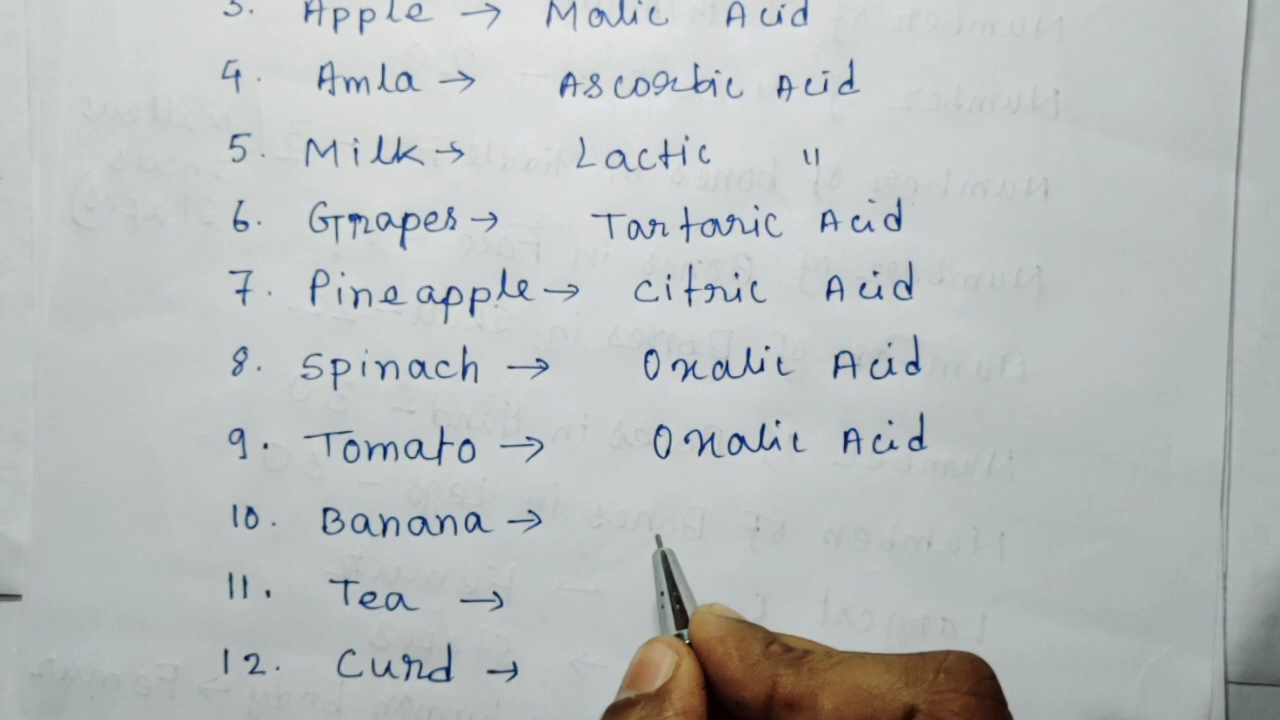 3. Apple → Malic Acid
4. Amla → Ascorbic Acid
5. Milk → Lactic "
6. Grapes → Tartaric Acid
7. Pineapple → Citric Acid
8. Spinach → Oxalic Acid
9. Tomato → Oxalic Acid
10. Banana →
11. Tea →
12. Curd →